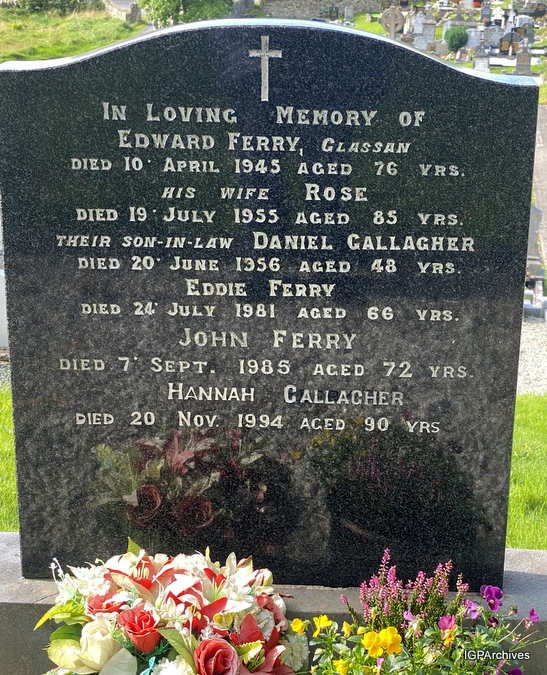 IN LOVING MEMORY OF
EDWARD FERRY, GLASSAN
DIED 10 APRIL 1945 AGED 76 YRS.
HIS WIFE ROSE
DIED 19 JULY 1955 AGED 85 YRS.
THEIR SON-IN-LAW DANIEL GALLAGHER
DIED 20 JUNE 1956 AGED 48 YRS.
EDDIE FERRY
DIED 24 JULY 1981 AGED 66 YRS.
JOHN FERRY
DIED 7 SEPT. 1985 AGED 72 YRS.
HANNAH GALLAGHER
DIED 20 NOV. 1994 AGED 90 YRS
IGPArchives